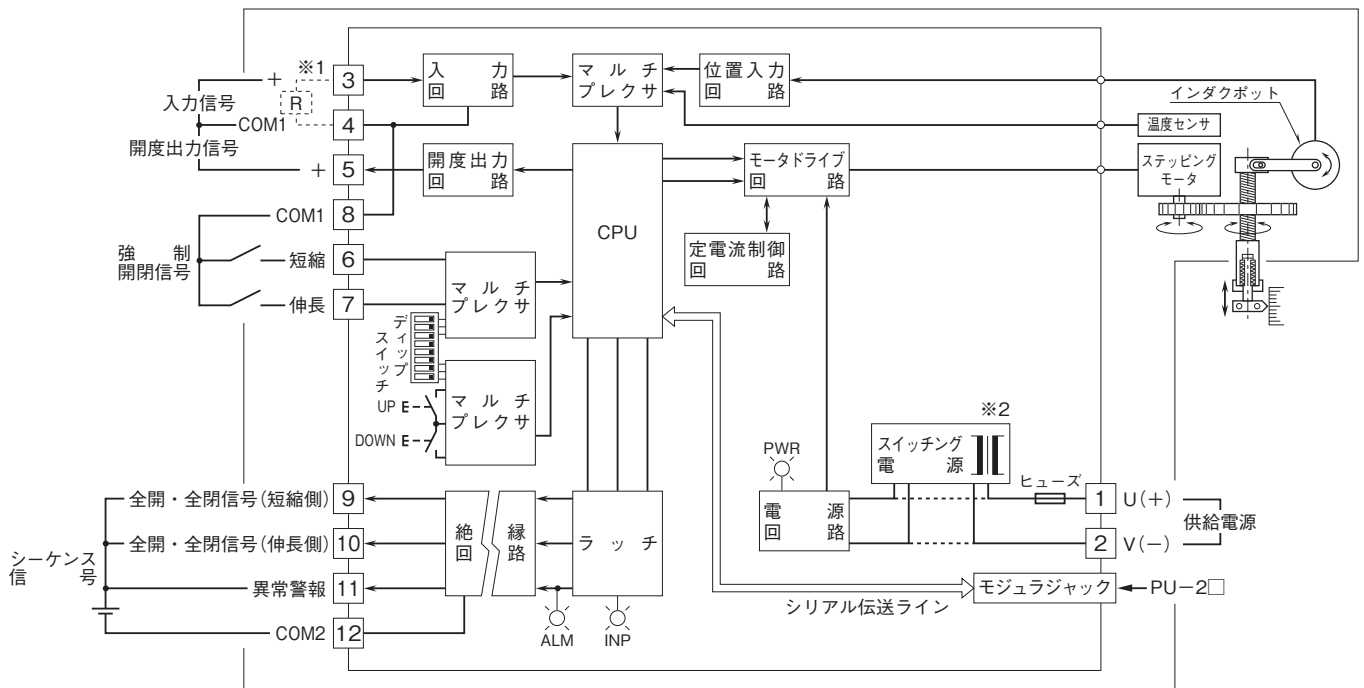 ※1
+
3
入力
回路
マルチ
プレクサ
位置入力
回路
インダクポット
入力信号
R
COM1
4
温度センサ
開度出力信号
+
5
開度出力
回路
モータドライブ
回路
ステッピング
モータ
COM1
8
CPU
強制
開閉信号
短縮
6
定電流制御
回路
伸長
7
マルチ
プレクサ
ディップ
スイッチ
UP
DOWN
マルチ
プレクサ
※2
スイッチング
電源
PWR
ヒューズ
全開・全閉信号(短縮側)
9
絶縁
回路
ラッチ
電源
回路
1
U(+)
供給電源
全開・全閉信号(伸長側)
10
2
V(−)
シーケンス
信号
異常警報
11
モジュラジャック
PU−2□
シリアル伝送ライン
COM2
12
ALM
INP